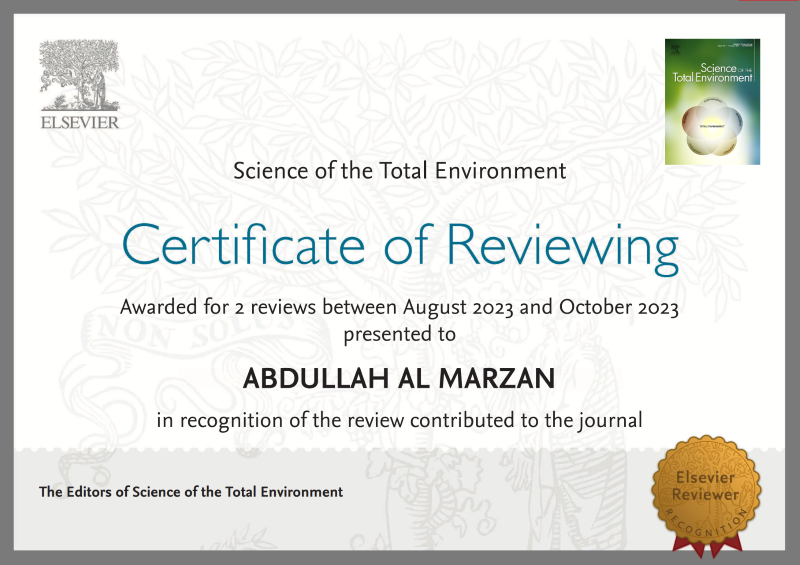 ELSEVIER
Science OF THE
Total Environment
Science of the Total Environment
Certificate of Reviewing
Awarded for 2 reviews between August 2023 and October 2023
presented to
ABDULLAH AL MARZAN
in recognition of the review contributed to the journal
NON SOLUS
The Editors of Science of the Total Environment
Elsevier
Reviewer
RECOGNITION